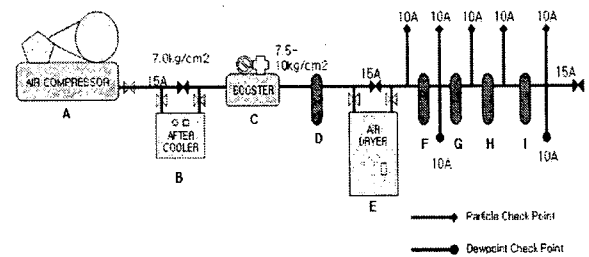 10A 10A 10A 10A
7.0kg/cm2
7.5-
10kg/cm2
AIR COMPRESSOR
15A
15A
15A
BOOSTER
A
C
D
AFTER
COOLER
AIR
DRYER
F
G
H
I
B
10A
10A
E
Particle Check Point
Dewpoint Check Point